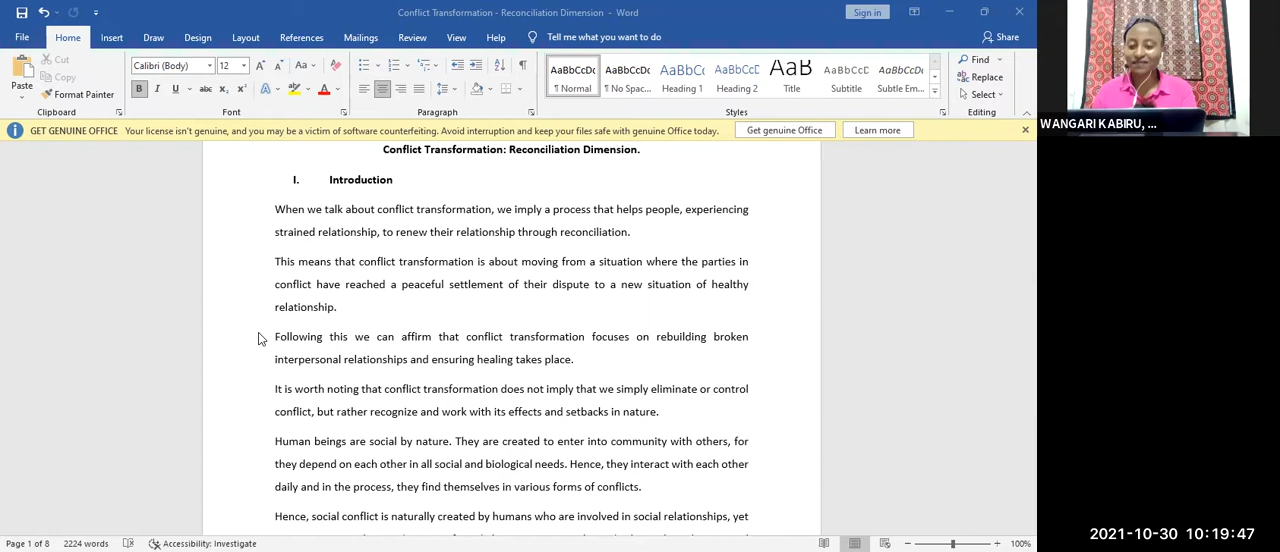 Conflict Transformation - Reconciliation Dimension - Word
Sign in
File Home Insert Draw Design Layout References Mailings Review View Help Tell me what you want to do Share
Paste
Cut
Copy
Format Painter
Clipboard
Calibri (Body) 12
Font
Paragraph
AaBbCcDc AaBbCcDc AaBbCc AaBbCcD AaB AaBbCcD AaBbCcDc
¶ Normal ¶ No Spac... Heading 1 Heading 2 Title Subtitle Subtle Em...
Styles
Find
Replace
Select
Editing
GET GENUINE OFFICE Your license isn't genuine, and you may be a victim of software counterfeiting. Avoid interruption and keep your files safe with genuine Office today. Get genuine Office Learn more
WANGARI KABIRU, ...
Conflict Transformation: Reconciliation Dimension.
I. Introduction
When we talk about conflict transformation, we imply a process that helps people, experiencing
strained relationship, to renew their relationship through reconciliation.
This means that conflict transformation is about moving from a situation where the parties in
conflict have reached a peaceful settlement of their dispute to a new situation of healthy
relationship.
Following this we can affirm that conflict transformation focuses on rebuilding broken
interpersonal relationships and ensuring healing takes place.
It is worth noting that conflict transformation does not imply that we simply eliminate or control
conflict, but rather recognize and work with its effects and setbacks in nature.
Human beings are social by nature. They are created to enter into community with others, for
they depend on each other in all social and biological needs. Hence, they interact with each other
daily and in the process, they find themselves in various forms of conflicts.
Hence, social conflict is naturally created by humans who are involved in social relationships, yet
Page 1 of 8 2224 words Accessibility: Investigate 100%
2021-10-30 10:19:47